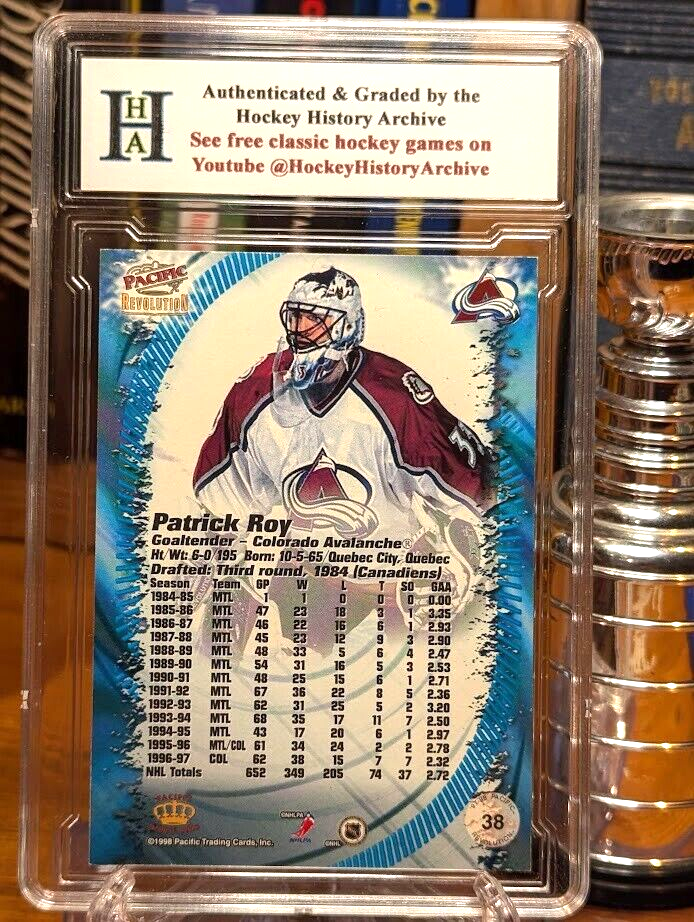 H
H A
Authenticated & Graded by the
Hockey History Archive
See free classic hockey games on
Youtube @HockeyHistoryArchive
PACIFIC
REVOLUTION
A
33
Patrick Roy
Goaltender – Colorado Avalanche®
Ht/Wt: 6-0/195 Born: 10-5-65/Quebec City, Quebec
Drafted: Third round, 1984 (Canadiens)
Season Team GP W L T SO GAA
1984-85 MTL 1 1 0 0 0 0.00
1985-86 MTL 47 23 18 3 1 3.35
1986-87 MTL 46 22 16 6 1 2.93
1987-88 MTL 45 23 12 9 3 2.90
1988-89 MTL 48 33 5 6 4 2.47
1989-90 MTL 54 31 16 5 3 2.53
1990-91 MTL 48 25 15 6 1 2.71
1991-92 MTL 67 36 22 8 5 2.36
1992-93 MTL 62 31 25 5 2 3.20
1993-94 MTL 68 35 17 11 7 2.50
1994-95 MTL 43 17 20 6 1 2.97
1995-96 MTL/COL 61 34 24 2 2 2.78
1996-97 COL 62 38 15 7 7 2.32
NHL Totals 652 349 205 74 37 2.72
PACIFIC
©1998 Pacific Trading Cards, Inc.
©NHLPA
NHLPA
©NHL
38